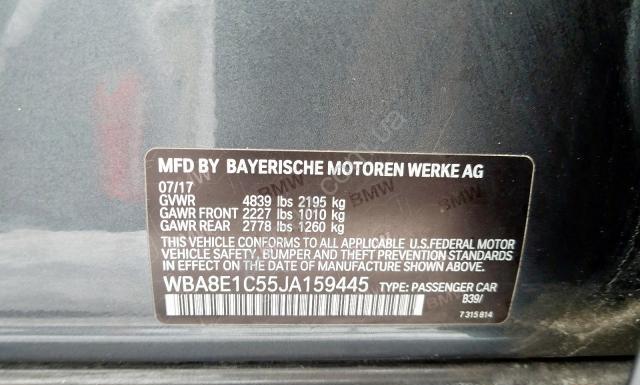 MFD BY BAYERISCHE MOTOREN WERKE AG
07/17
GVWR 4839 lbs 2195 kg
GAWR FRONT 2227 lbs 1010 kg
GAWR REAR 2778 lbs 1260 kg
THIS VEHICLE CONFORMS TO ALL APPLICABLE U.S. FEDERAL MOTOR
VEHICLE SAFETY, BUMPER AND THEFT PREVENTION STANDARDS
IN EFFECT ON THE DATE OF MANUFACTURE SHOWN ABOVE.
WBA8E1C55JA159445 TYPE: PASSENGER CAR
B39/
7 315 814
BMW
BMW
BMW